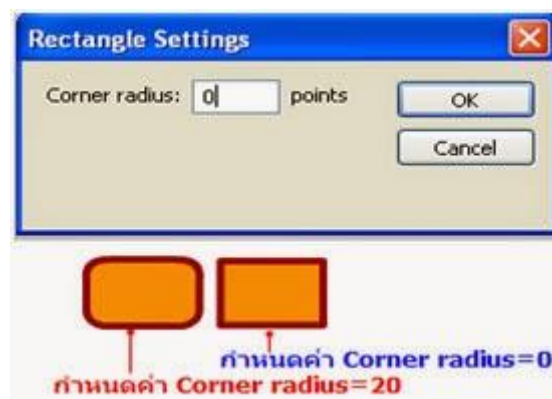 Rectangle Settings
Corner radius: 0 points
OK
Cancel
กำหนดค่า Corner radius=0
กำหนดค่า Corner radius=20